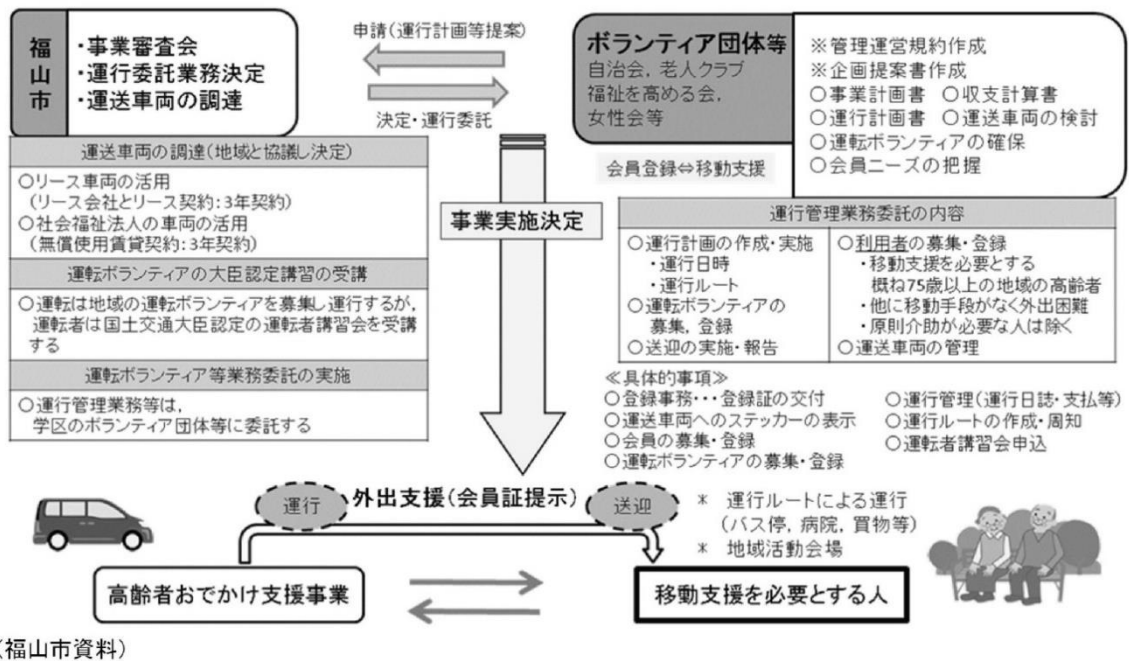 福山市
・事業審査会
・運行委託業務決定
・運送車両の調達
申請(運行計画等提案)
決定・運行委託
ボランティア団体等
自治会, 老人クラブ
福祉を高める会,
女性会等
※管理運営規約作成
※企画提案書作成
○事業計画書 ○収支計算書
○運行計画書 ○運送車両の検討
○運転ボランティアの確保
○会員ニーズの把握
会員登録⇔移動支援
運送車両の調達(地域と協議し決定)
○リース車両の活用
(リース会社とリース契約:3年契約)
○社会福祉法人の車両の活用
(無償使用賃貸契約:3年契約)
運転ボランティアの大臣認定講習の受講
○運転は地域の運転ボランティアを募集し運行するが,
運転者は国土交通大臣認定の運転者講習会を受講
する
運転ボランティア等業務委託の実施
○運行管理業務等は,
学区のボランティア団体等に委託する
事業実施決定
運行管理業務委託の内容
○運行計画の作成・実施
・運行日時
・運行ルート
○運転ボランティアの
募集, 登録
○送迎の実施・報告
○利用者の募集・登録
・移動支援を必要とする
概ね75歳以上の地域の高齢者
・他に移動手段がなく外出困難
・原則介助が必要な人は除く
○運送車両の管理
≪具体的事項≫
○登録事務・・・登録証の交付
○運送車両へのステッカーの表示
○会員の募集・登録
○運転ボランティアの募集・登録
○運行管理(運行日誌・支払等)
○運行ルートの作成・周知
○運転者講習会申込
運行
外出支援(会員証提示)
送迎
* 運行ルートによる運行
(バス停, 病院, 買物等)
* 地域活動会場
高齢者おでかけ支援事業
移動支援を必要とする人
(福山市資料)